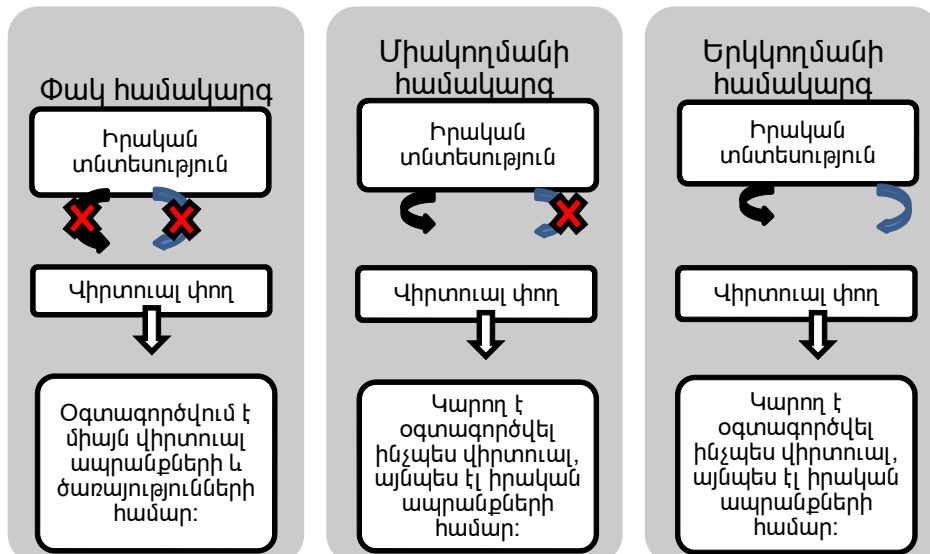 Փակ համակարգ
Իրական
տնտեսություն
Վիրտուալ փող
Օգտագործվում է
միայն վիրտուալ
ապրանքների և
ծառայությունների
համար:
Միակողմանի
համակարգ
Իրական
տնտեսություն
Վիրտուալ փող
Կարող է
օգտագործվել
ինչպես վիրտուալ,
այնպես էլ իրական
ապրանքների
համար:
Երկկողմանի
համակարգ
Իրական
տնտեսություն
Վիրտուալ փող
Կարող է
օգտագործվել
ինչպես վիրտուալ,
այնպես էլ իրական
ապրանքների
համար: